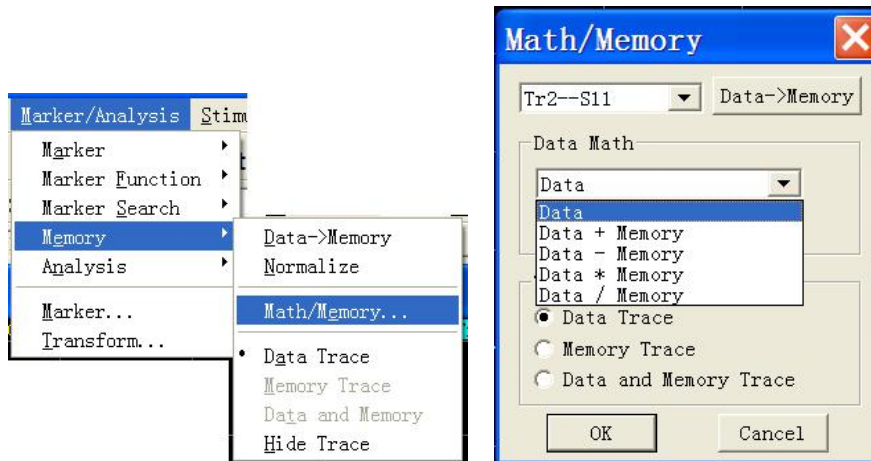 Marker/Analysis Stimu
Marker
Marker Function
Marker Search
Memory
Analysis
Marker...
Transform...
Data->Memory
Normalize
Math/Memory...
Data Trace
Memory Trace
Data and Memory
Hide Trace
Math/Memory
Tr2--S11 Data->Memory
Data Math
Data
Data
Data + Memory
Data - Memory
Data * Memory
Data / Memory
Data Trace
Memory Trace
Data and Memory Trace
OK Cancel